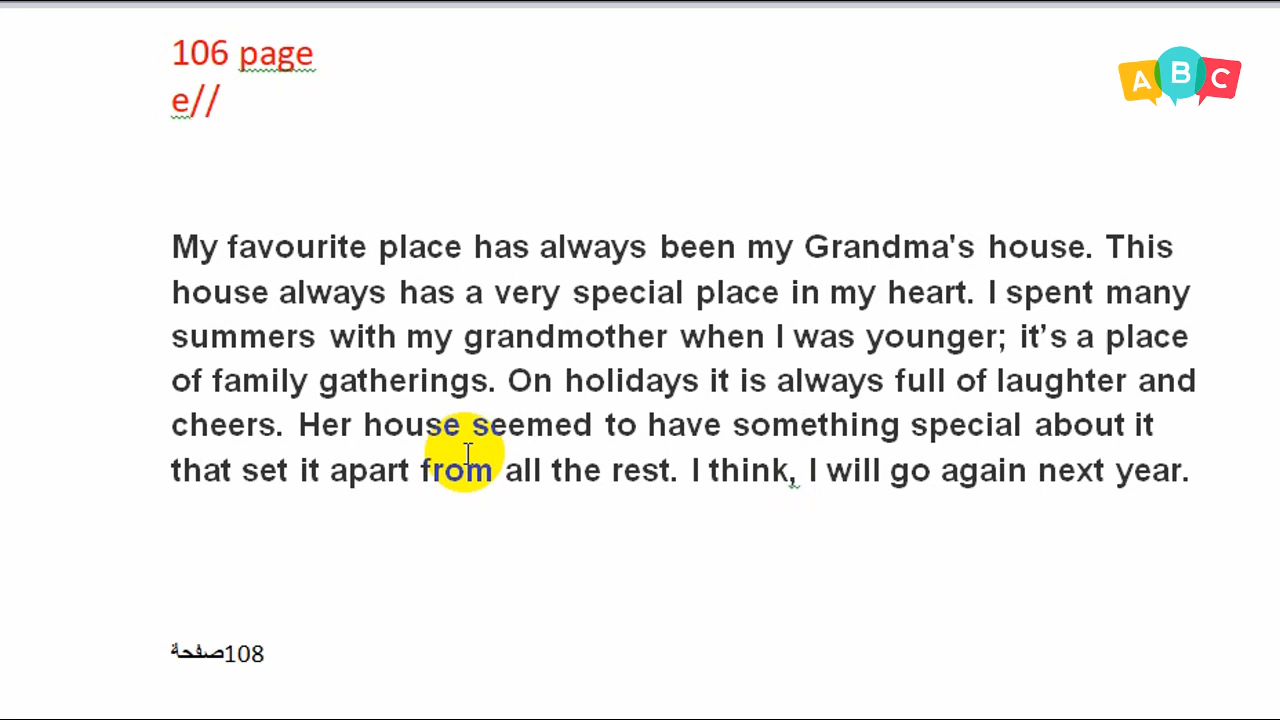 106 page
e//
A B C
My favourite place has always been my Grandma's house. This
house always has a very special place in my heart. I spent many
summers with my grandmother when I was younger; it’s a place
of family gatherings. On holidays it is always full of laughter and
cheers. Her house seemed to have something special about it
that set it apart from all the rest. I think, I will go again next year.
108صفحة